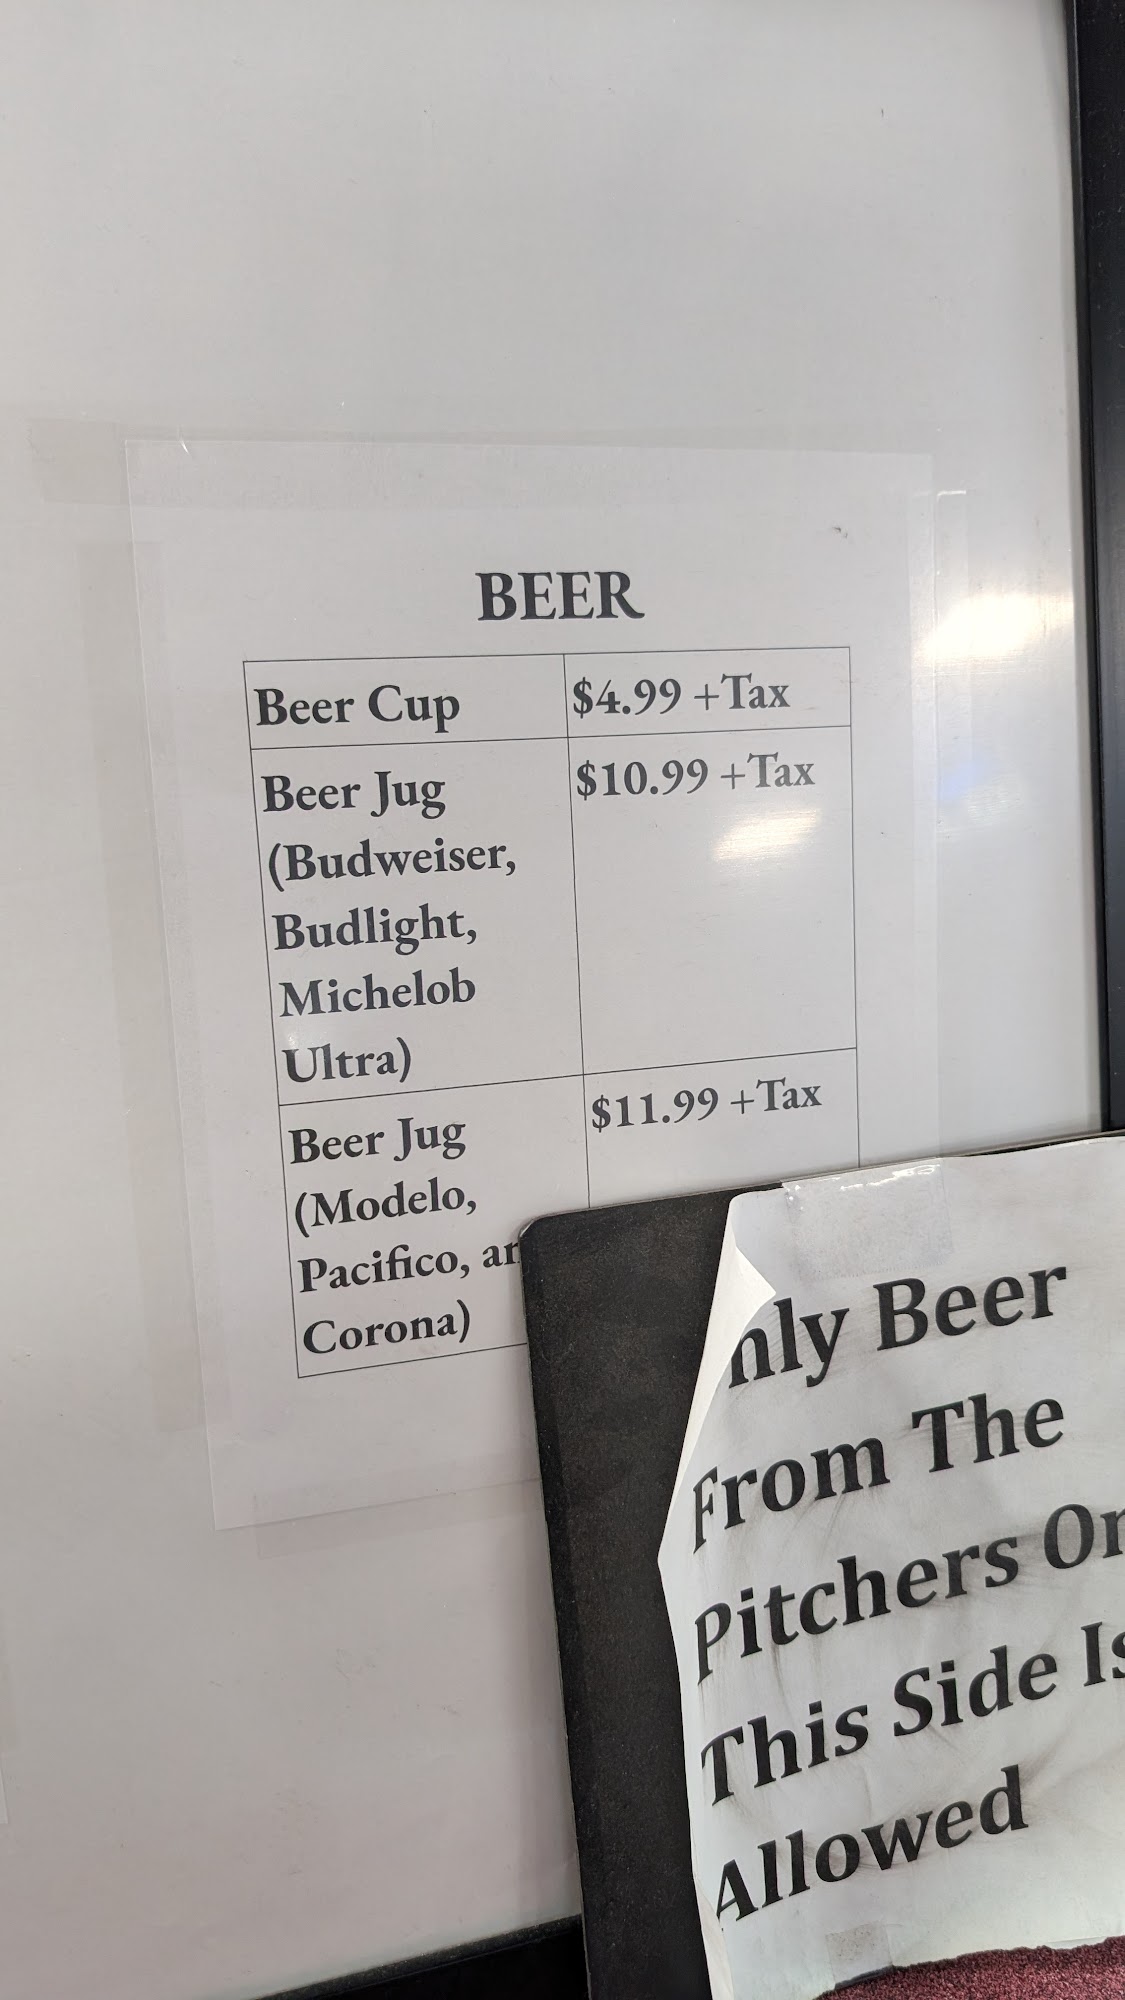 BEER
Beer Cup $4.99 +Tax
Beer Jug $10.99 +Tax
(Budweiser,
Budlight,
Michelob
Ultra)
Beer Jug $11.99 +Tax
(Modelo,
Pacifico,
Corona)
Beer
From The
Pitchers
This Side
Allowed